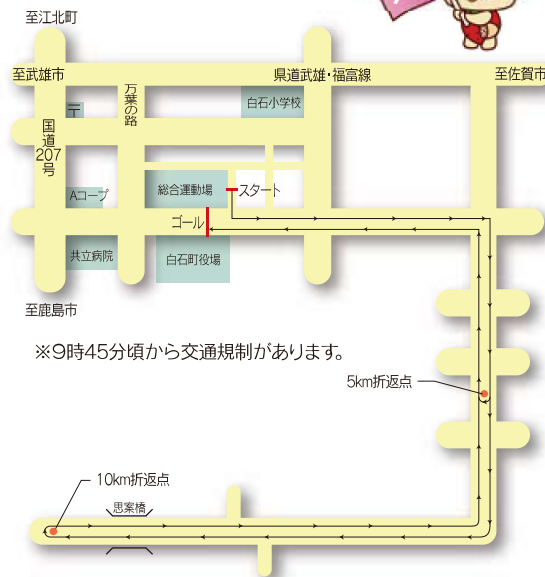 至江北町
至武雄市
県道武雄・福富線
至佐賀市
万葉の路
〒
白石小学校
国道207号
Aコープ
総合運動場
スタート
ゴール
共立病院
白石町役場
至鹿島市
※9時45分頃から交通規制があります。
5km折返点
10km折返点
思案橋